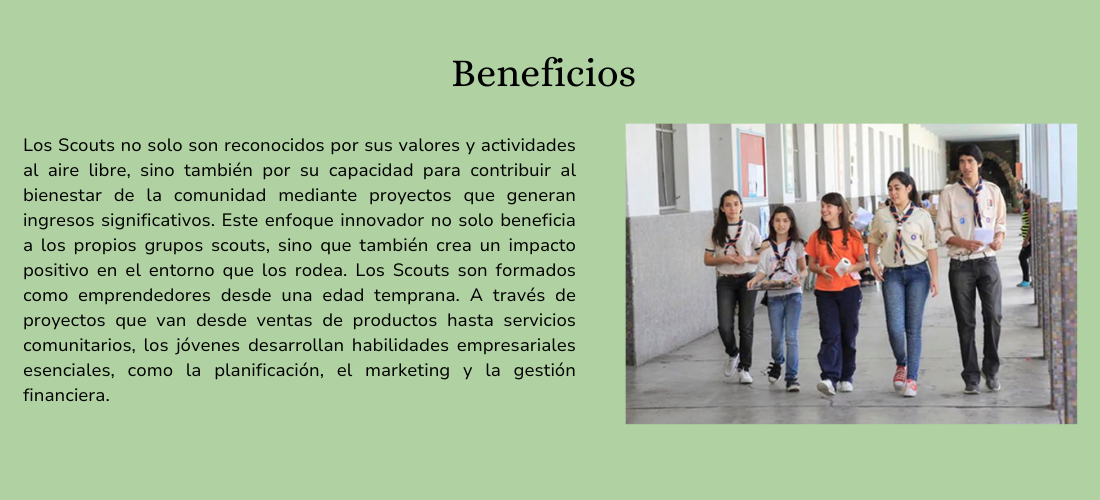 Beneficios
Los Scouts no solo son reconocidos por sus valores y actividades
al aire libre, sino también por su capacidad para contribuir al
bienestar de la comunidad mediante proyectos que generan
ingresos significativos. Este enfoque innovador no solo beneficia
a los propios grupos scouts, sino que también crea un impacto
positivo en el entorno que los rodea. Los Scouts son formados
como emprendedores desde una edad temprana. A través de
proyectos que van desde ventas de productos hasta servicios
comunitarios, los jóvenes desarrollan habilidades empresariales
esenciales, como la planificación, el marketing y la gestión
financiera.